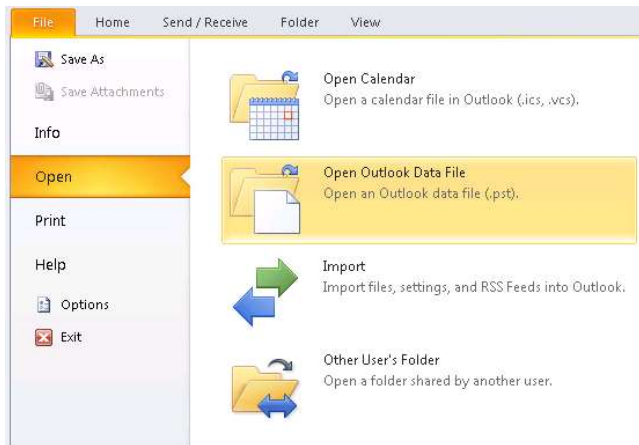 File Home Send / Receive Folder View
Save As
Save Attachments
Info
Open
Print
Help
Options
Exit
Open Calendar
Open a calendar file in Outlook (.ics, .vcs).
Open Outlook Data File
Open an Outlook data file (.pst).
Import
Import files, settings, and RSS Feeds into Outlook.
Other User's Folder
Open a folder shared by another user.